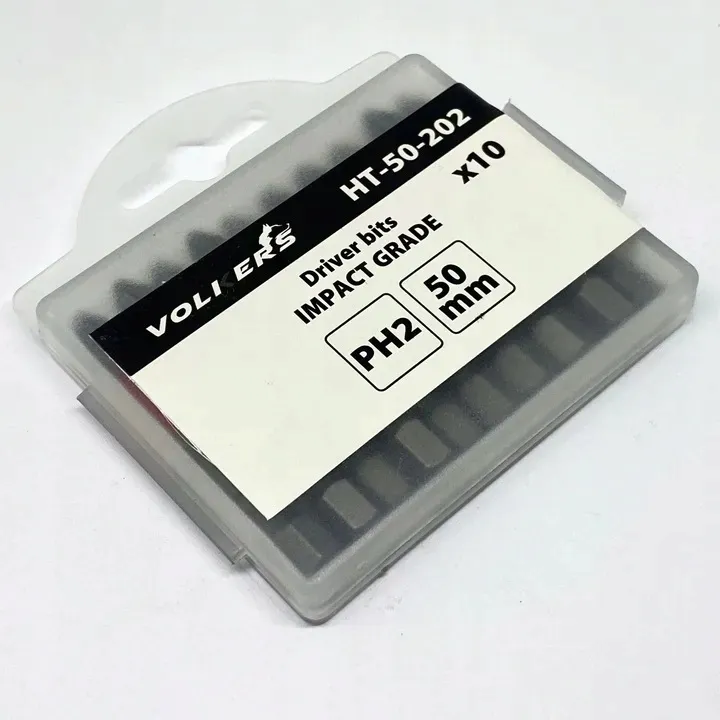 VOLKERS
HT-50-202
Driver bits
x10
IMPACT GRADE
PH2
50
mm